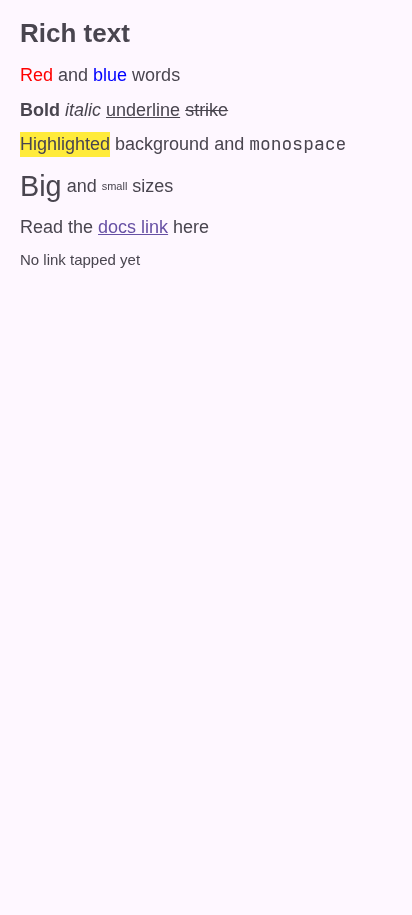 Rich text
Red and blue words
Bold italic underline strike
Highlighted background and monospace
Big and small sizes
Read the docs link here
No link tapped yet